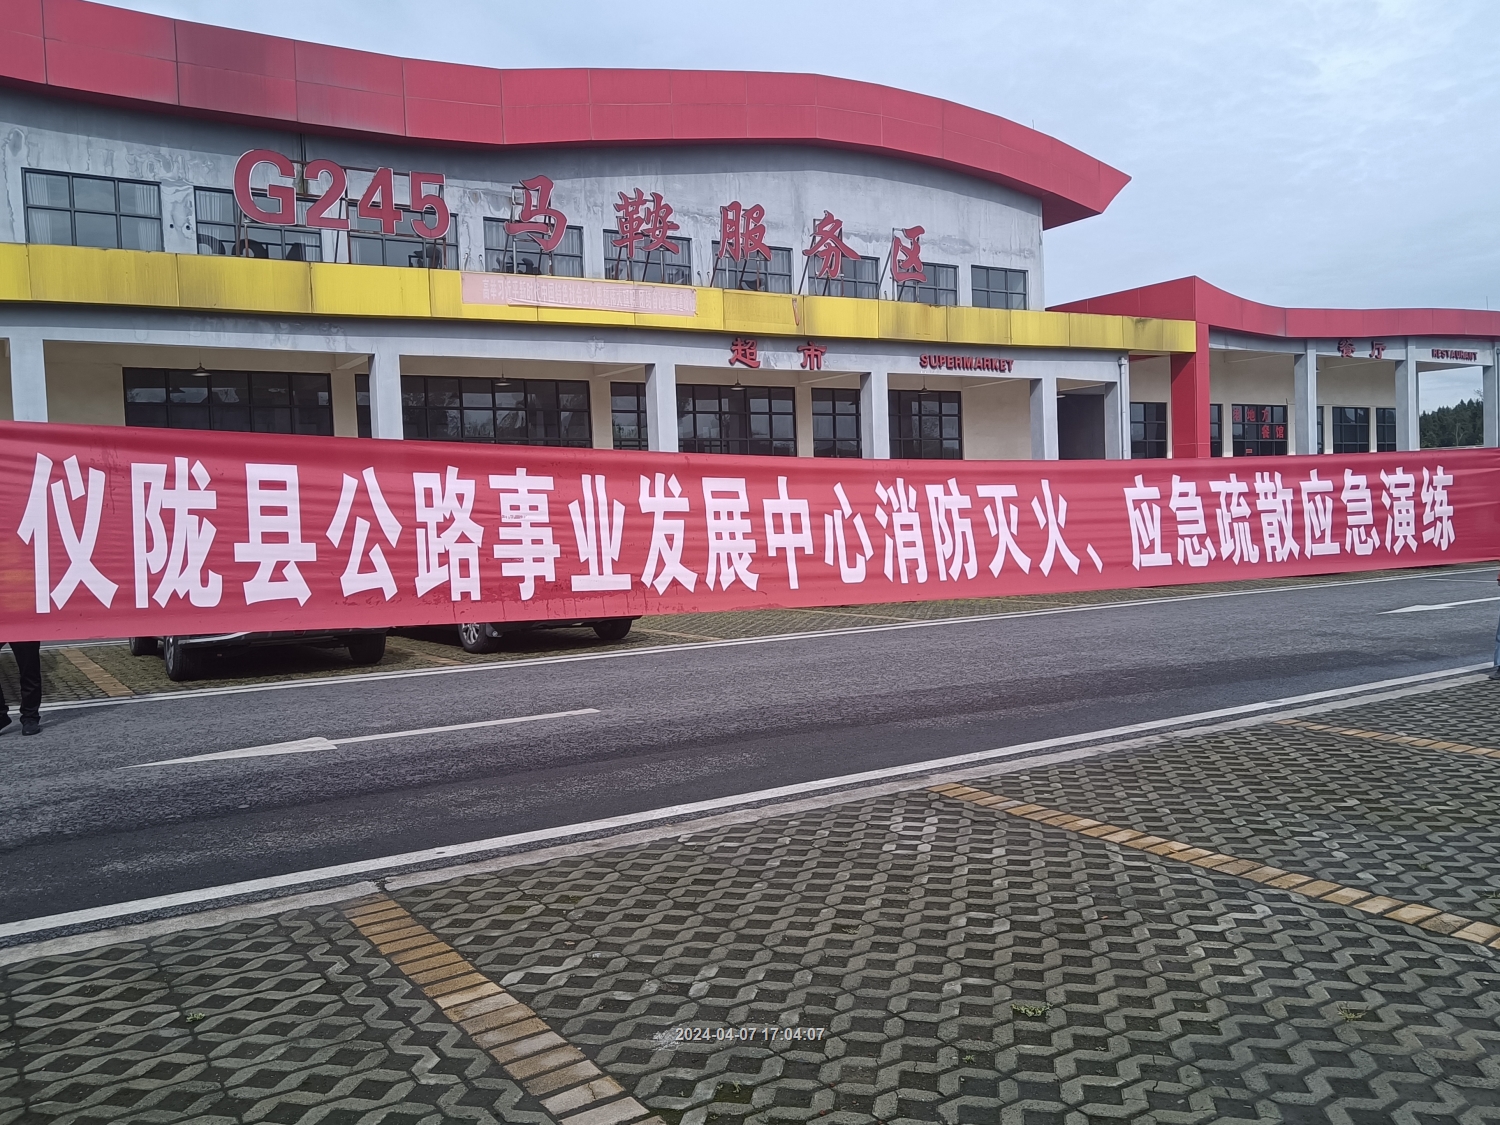 G245 马鞍服务区
超市 SUPERMARKET
餐厅 RESTAURANT
仪陇县公路事业发展中心消防灭火、应急疏散应急演练
2024-04-07 17:04:07